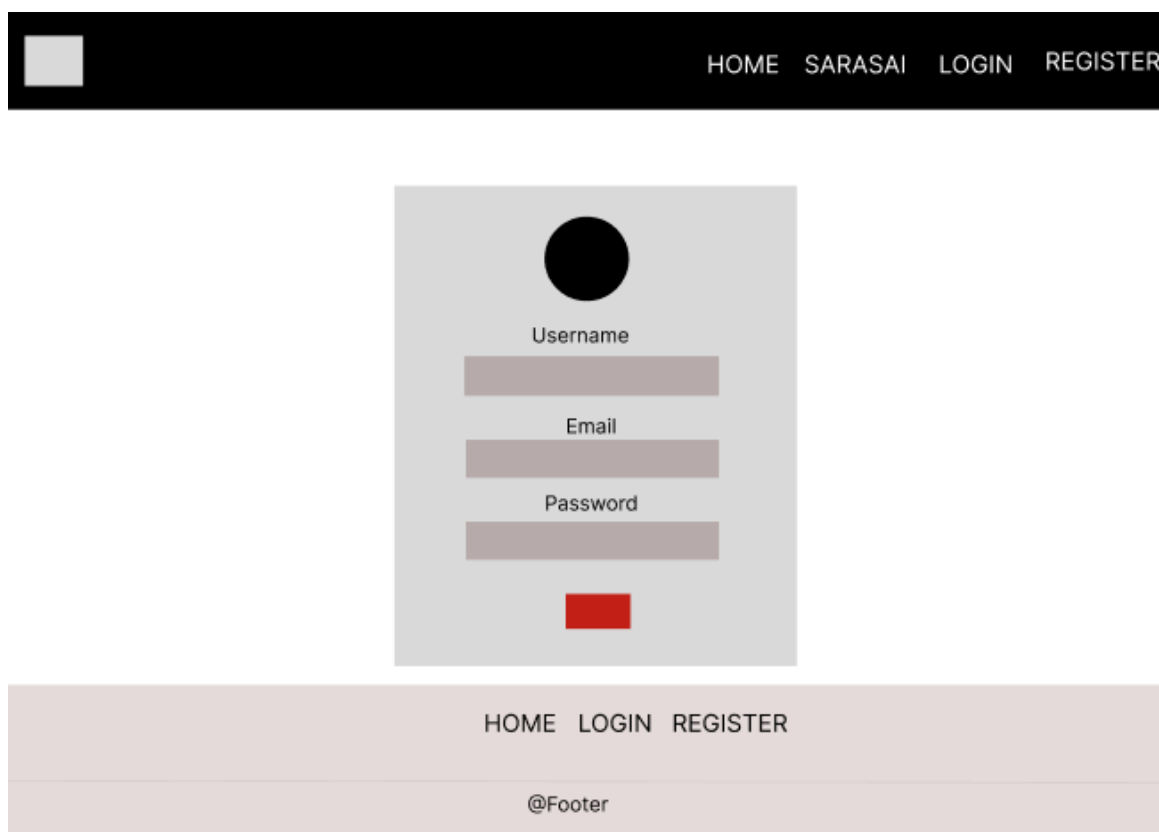 HOME SARASAI LOGIN REGISTER
Username
Email
Password
HOME LOGIN REGISTER
@Footer